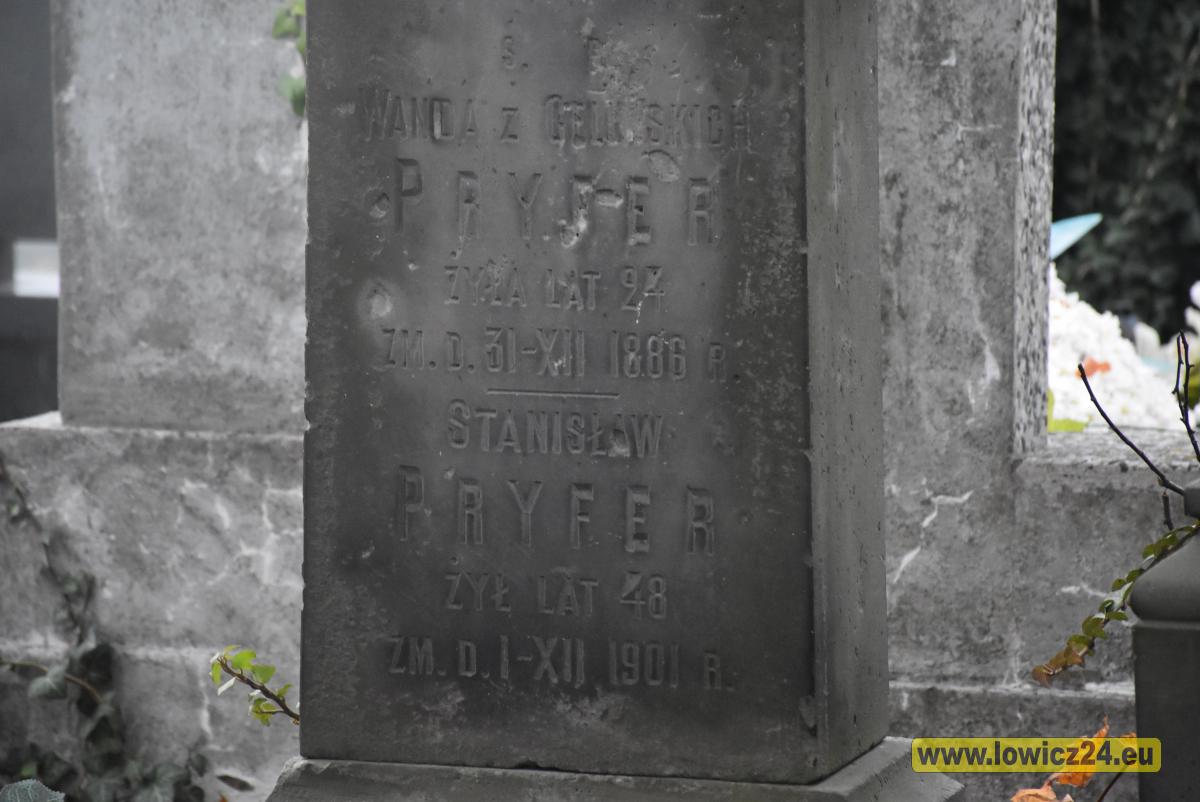 Ś. P.
WANDA Z
PRYFER
ŻYŁA LAT 24
ZM. D. 31-XII 1886 R.
STANISŁAW
PRYFER
ŻYŁ LAT 48
ZM. D. 1-XII 1901 R.
www.lowicz24.eu